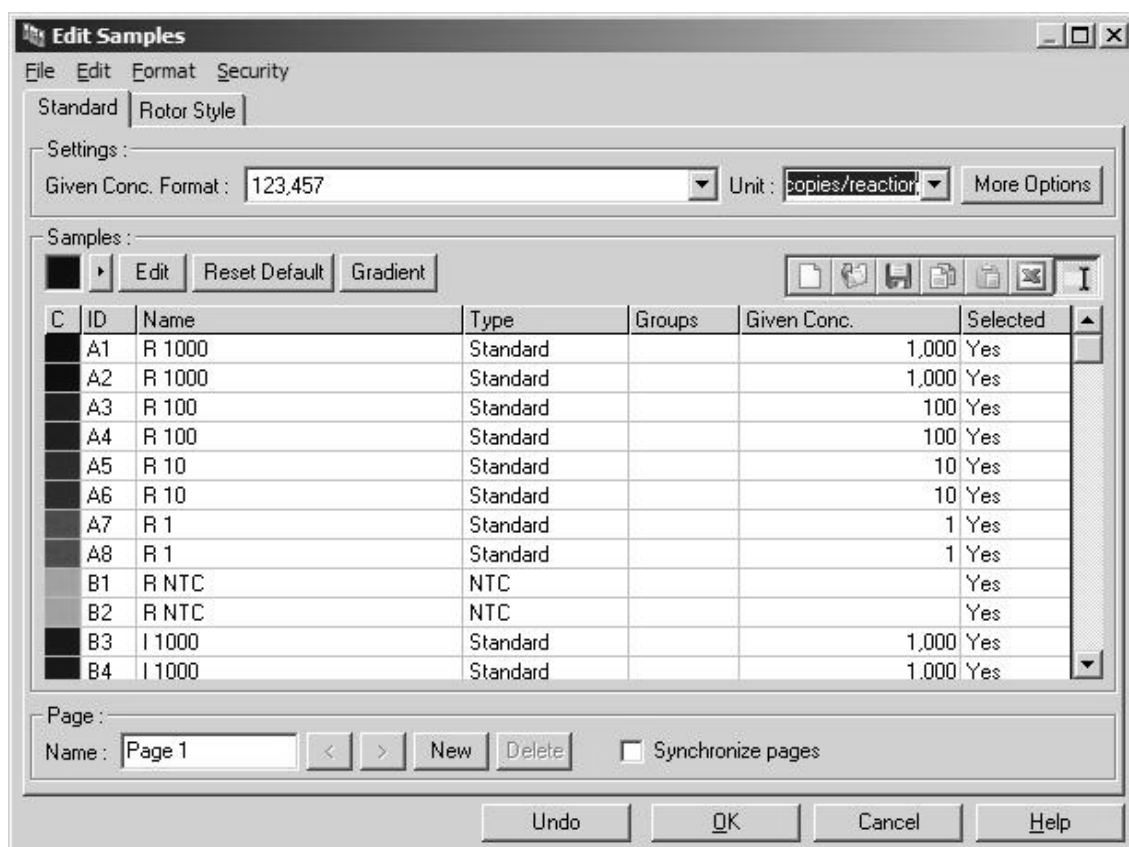 Edit Samples
File Edit Format Security
Standard Rotor Style
Settings :
Given Conc. Format : 123,457 Unit : copies/reaction More Options
Samples :
Edit Reset Default Gradient
C ID Name Type Groups Given Conc. Selected
A1 R 1000 Standard 1,000 Yes
A2 R 1000 Standard 1,000 Yes
A3 R 100 Standard 100 Yes
A4 R 100 Standard 100 Yes
A5 R 10 Standard 10 Yes
A6 R 10 Standard 10 Yes
A7 R 1 Standard 1 Yes
A8 R 1 Standard 1 Yes
B1 R NTC NTC Yes
B2 R NTC NTC Yes
B3 I 1000 Standard 1,000 Yes
B4 I 1000 Standard 1,000 Yes
Page :
Name : Page 1 < > New Delete Synchronize pages
Undo OK Cancel Help